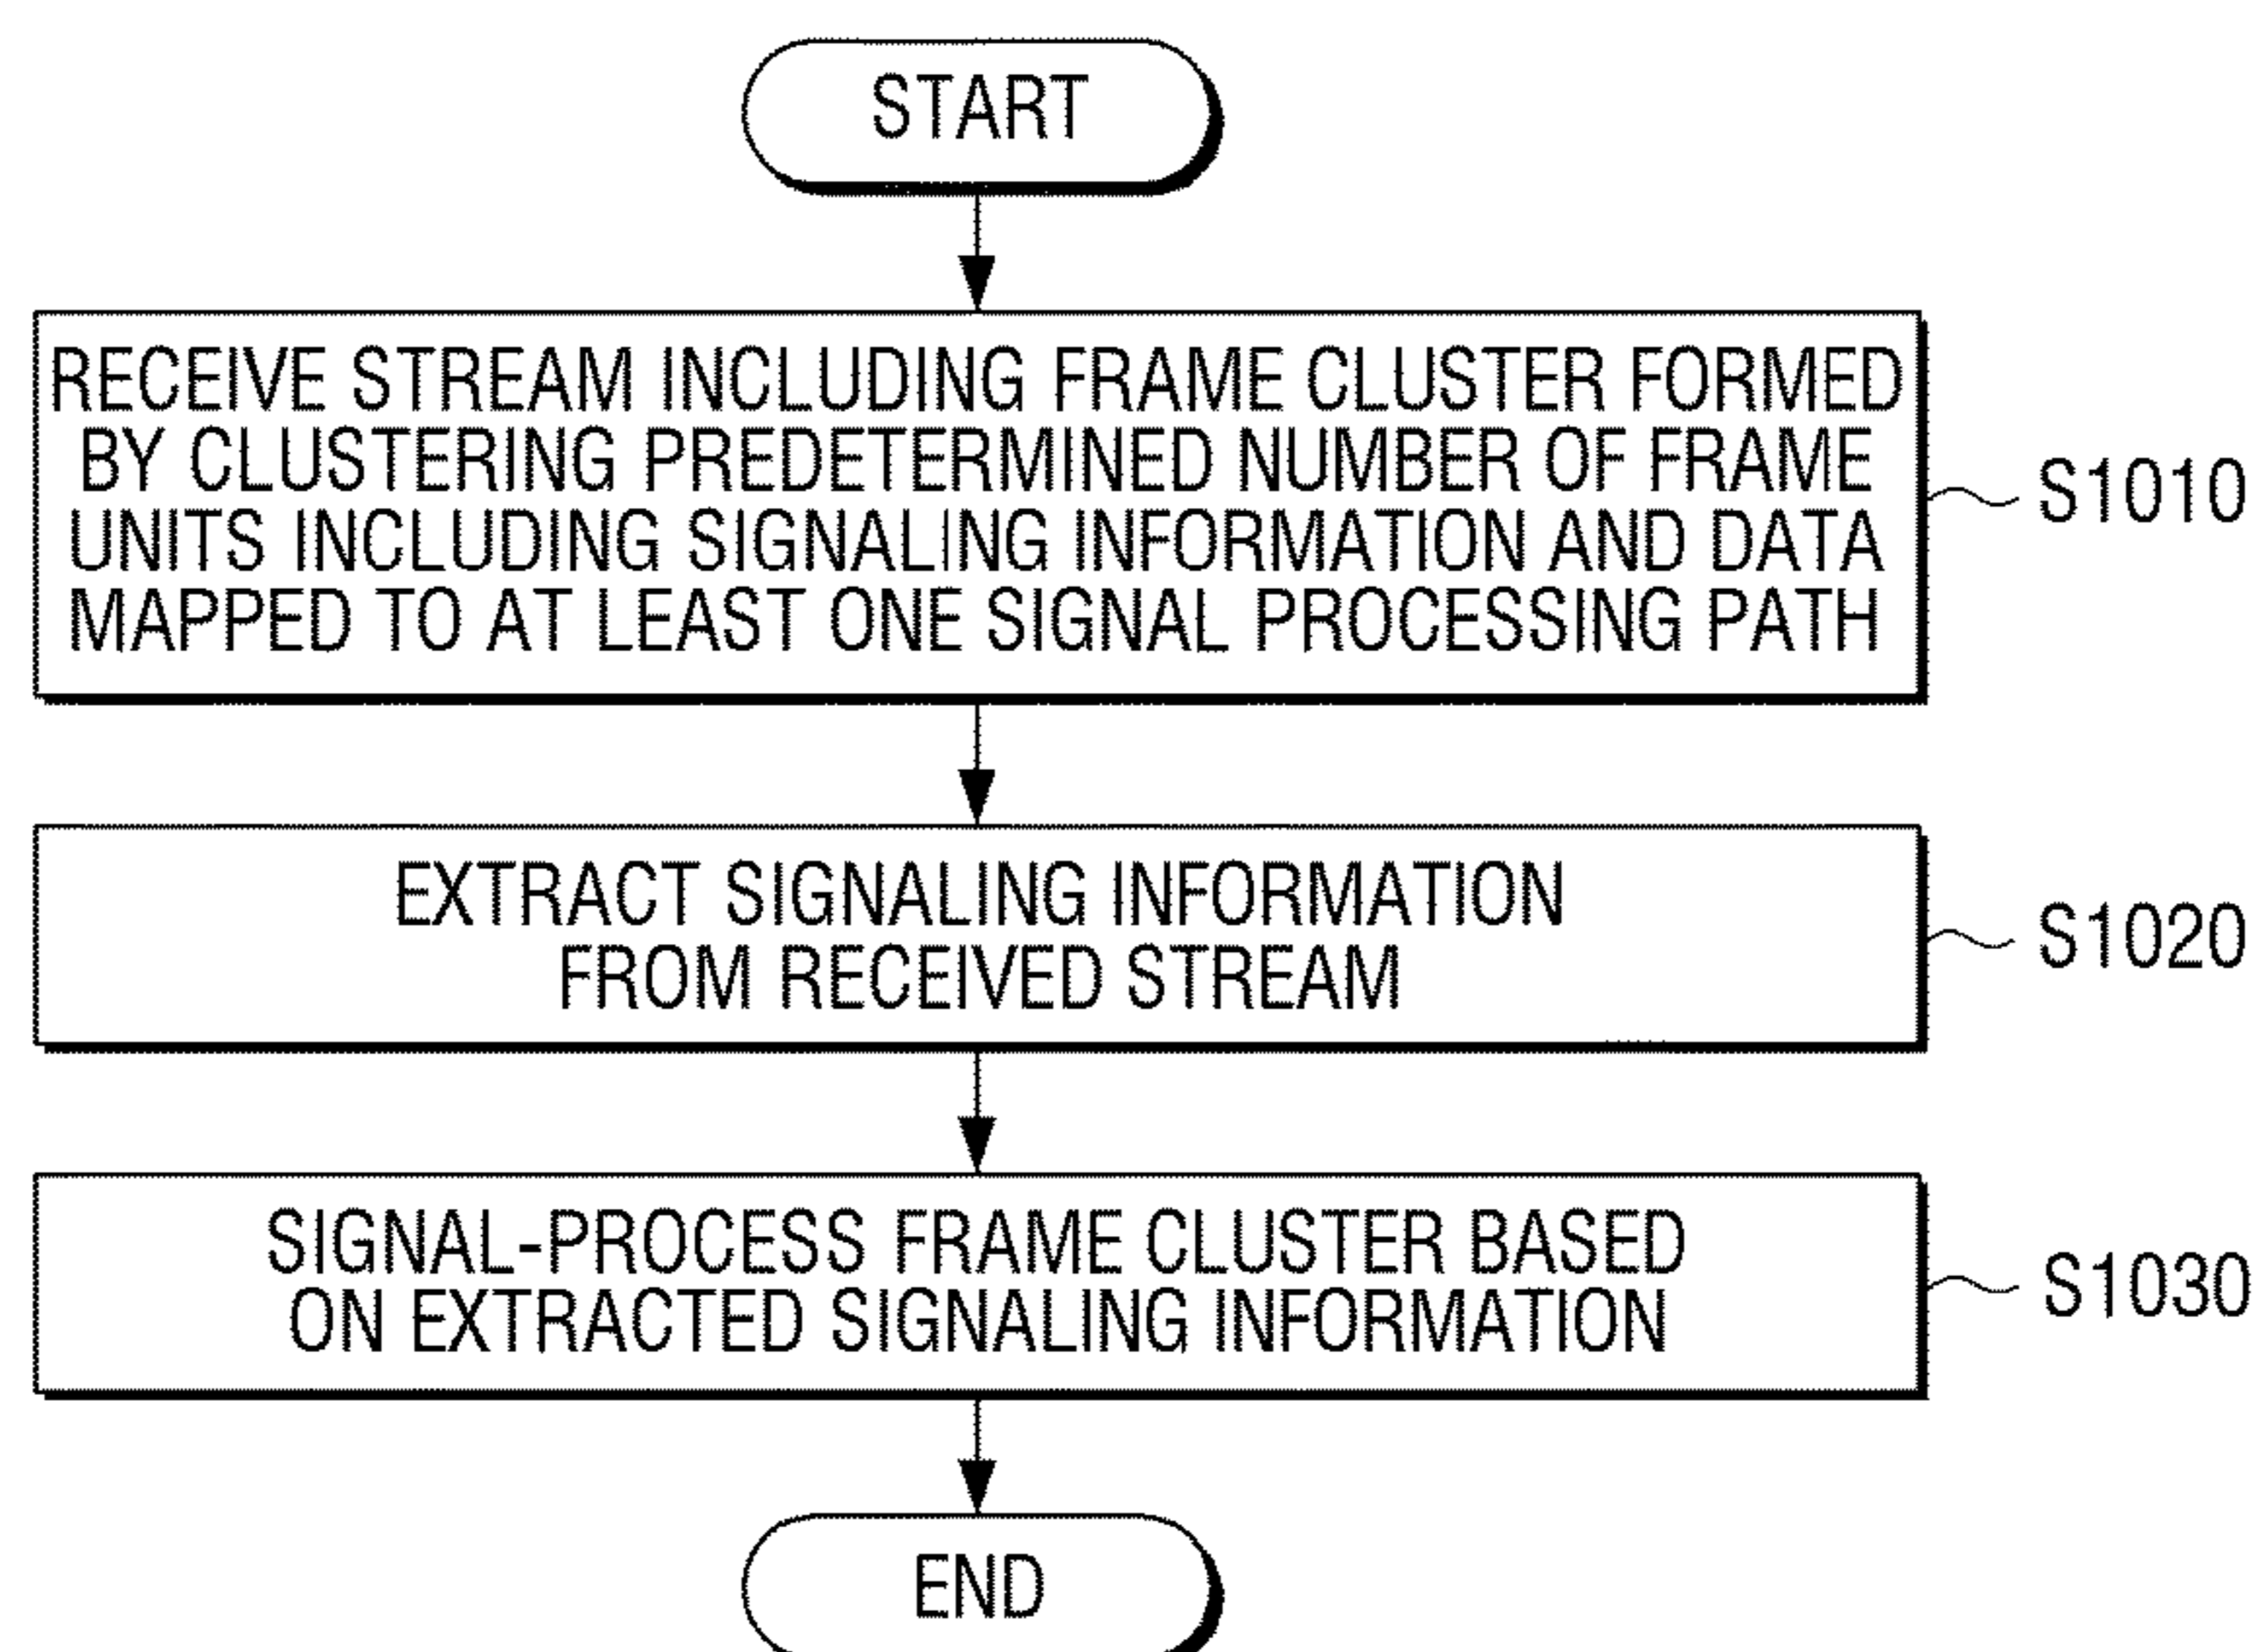 START
RECEIVE STREAM INCLUDING FRAME CLUSTER FORMED
BY CLUSTERING PREDETERMINED NUMBER OF FRAME
UNITS INCLUDING SIGNALING INFORMATION AND DATA
MAPPED TO AT LEAST ONE SIGNAL PROCESSING PATH
S1010
EXTRACT SIGNALING INFORMATION
FROM RECEIVED STREAM
S1020
SIGNAL-PROCESS FRAME CLUSTER BASED
ON EXTRACTED SIGNALING INFORMATION
S1030
END